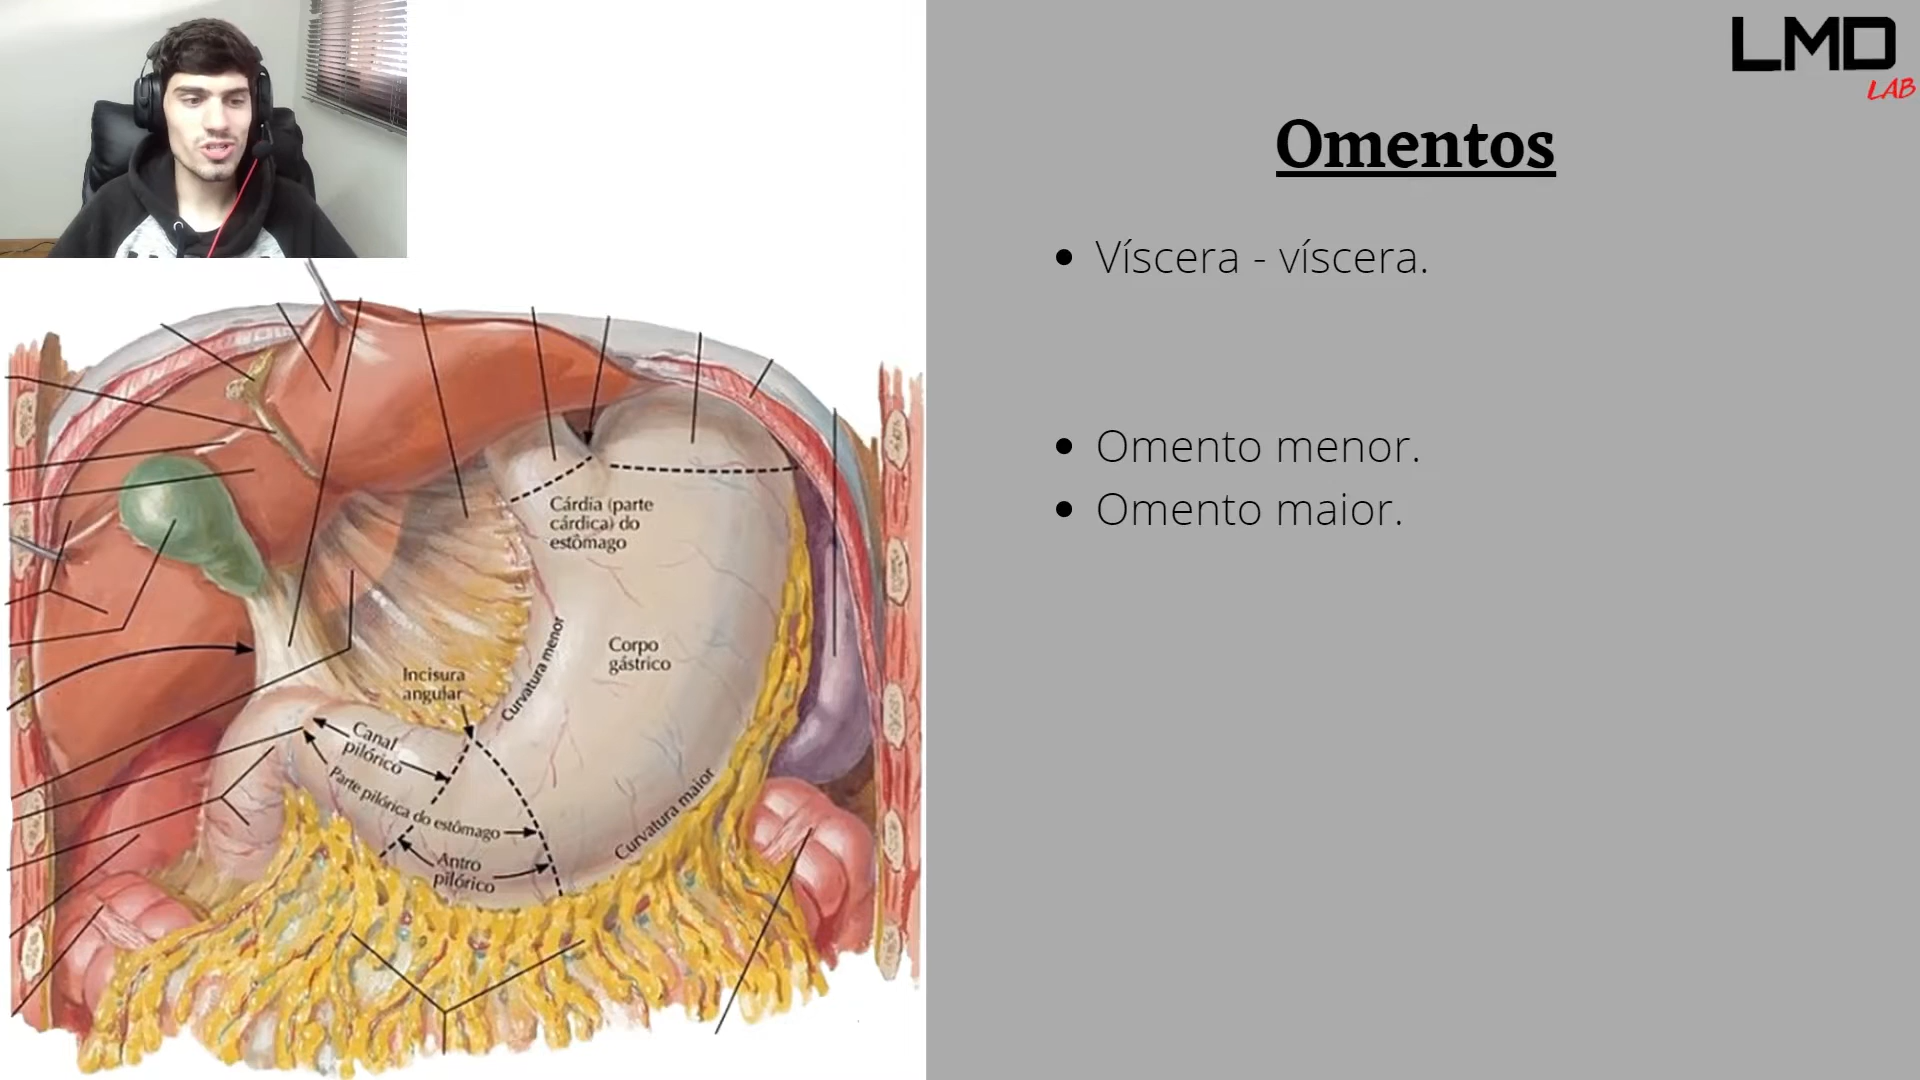 LMD
LAB
Omentos
Víscera - víscera.
Omento menor.
Omento maior.
Cárdia (parte
cárdica) do
estômago
Corpo
gástrico
Curvatura menor
Incisura
angular
Canal
pilórico
Parte pilórica do estômago
Antro
pilórico
Curvatura maior